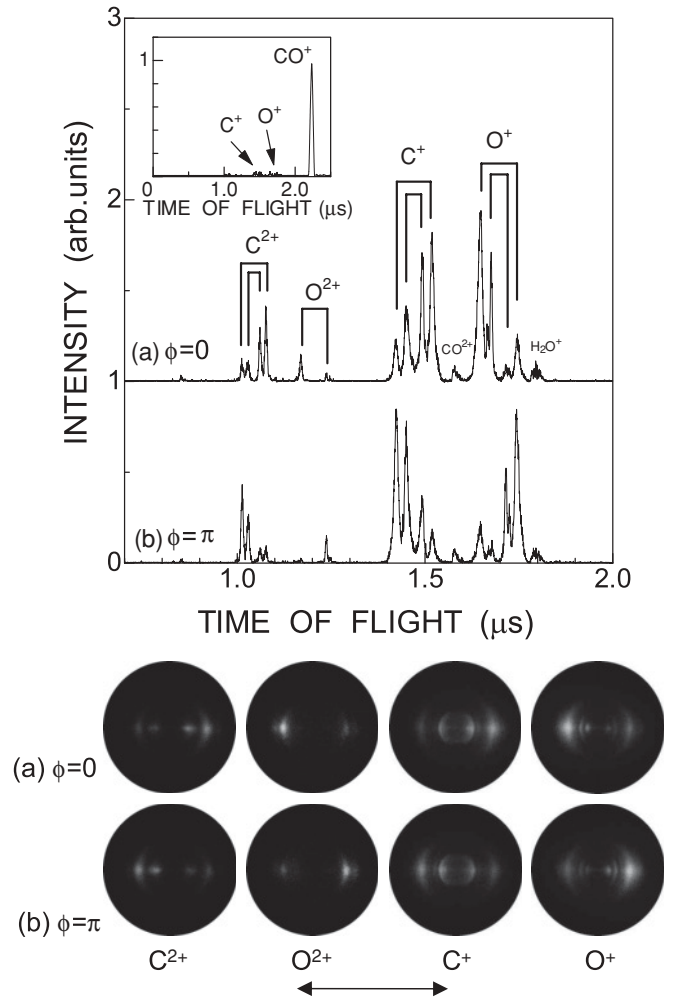 3
1
CO⁺
C⁺
O⁺
0
1.0
2.0
TIME OF FLIGHT (μs)
INTENSITY (arb.units)
2
C⁺
O⁺
C²⁺
O²⁺
(a) ϕ=0
CO²⁺
H₂O⁺
1
(b) ϕ=π
0
1.0
1.5
2.0
TIME OF FLIGHT (μs)
(a) ϕ=0
(b) ϕ=π
C²⁺
O²⁺
C⁺
O⁺